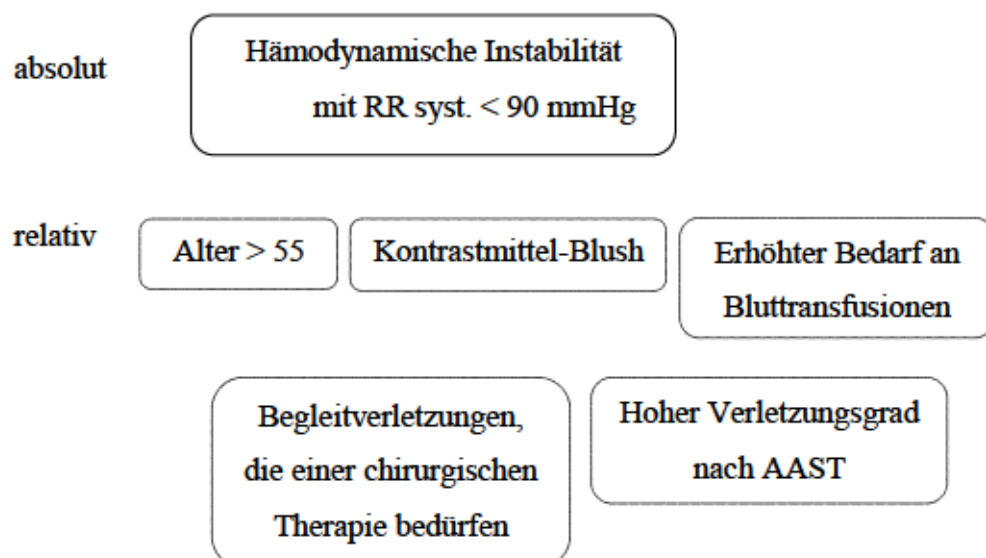 absolut
Hämodynamische Instabilität
mit RR syst. < 90 mmHg
relativ
Alter > 55
Kontrastmittel-Blush
Erhöhter Bedarf an
Bluttransfusionen
Begleitverletzungen,
die einer chirurgischen
Therapie bedürfen
Hoher Verletzungsgrad
nach AAST